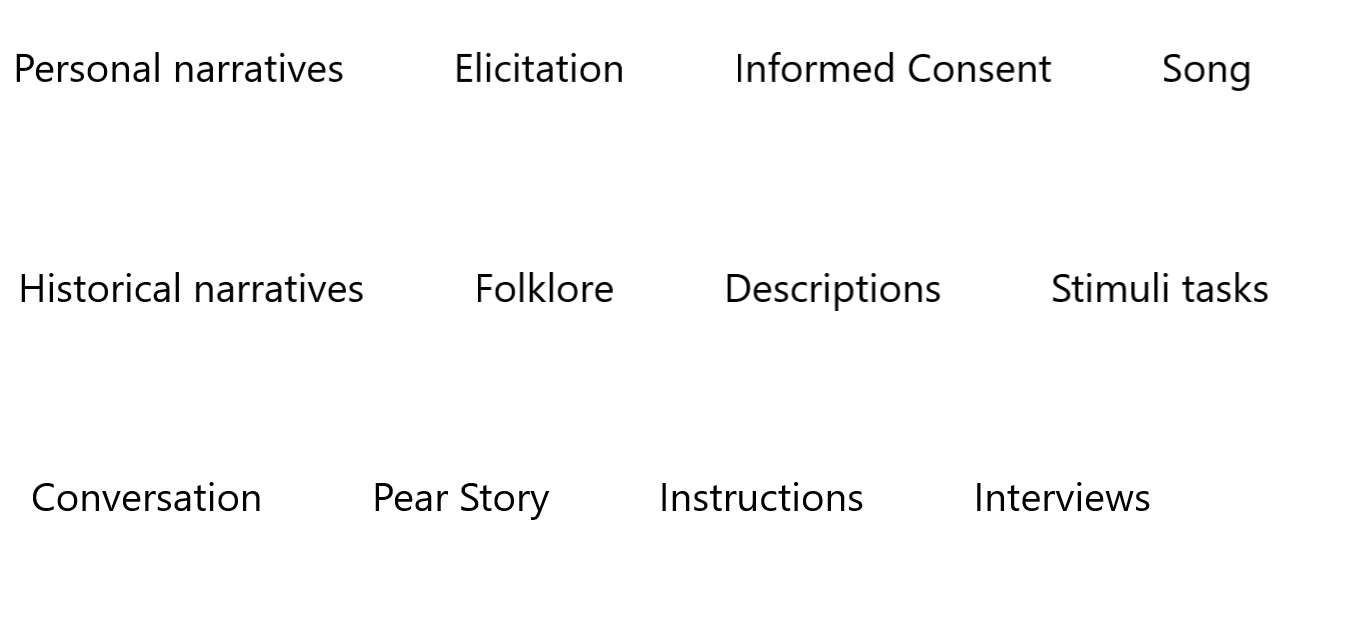 Personal narratives Elicitation Informed Consent Song
Historical narratives Folklore Descriptions Stimuli tasks
Conversation Pear Story Instructions Interviews